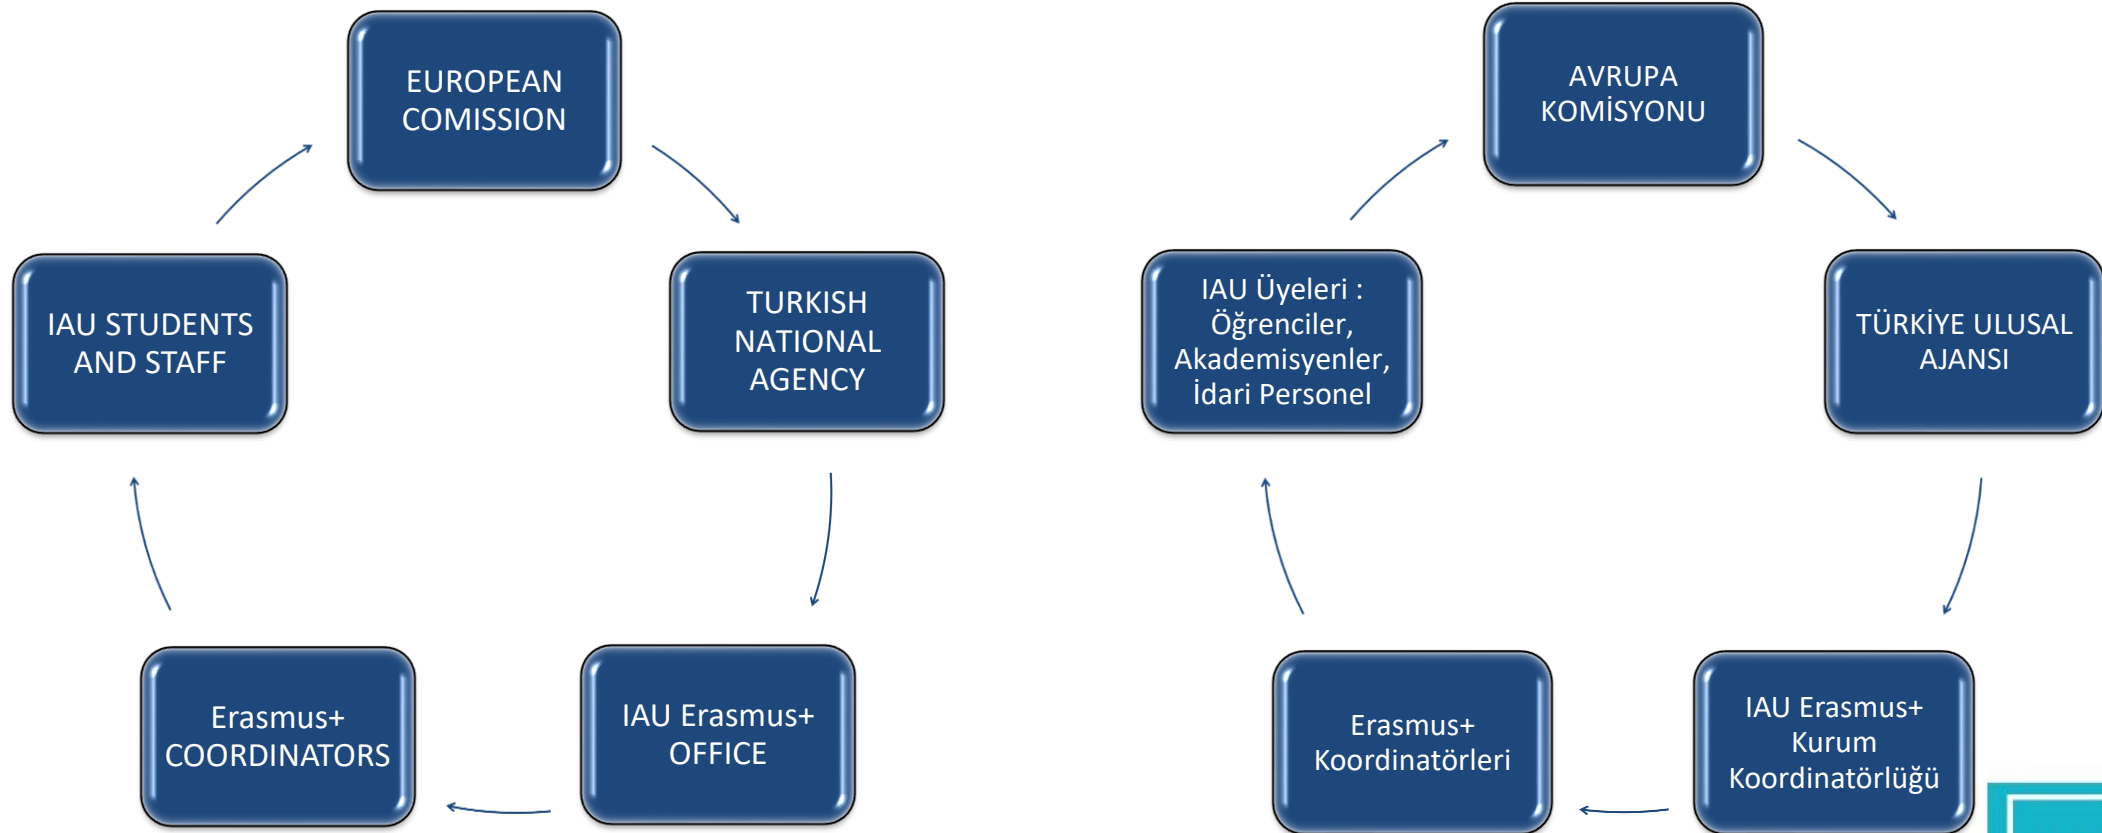 EUROPEAN
COMISSION
TURKISH
NATIONAL
AGENCY
IAU Erasmus+
OFFICE
Erasmus+
COORDINATORS
IAU STUDENTS
AND STAFF
AVRUPA
KOMİSYONU
TÜRKİYE ULUSAL
AJANSI
IAU Erasmus+
Kurum
Koordinatörlüğü
Erasmus+
Koordinatörleri
IAU Üyeleri :
Öğrenciler,
Akademisyenler,
İdari Personel